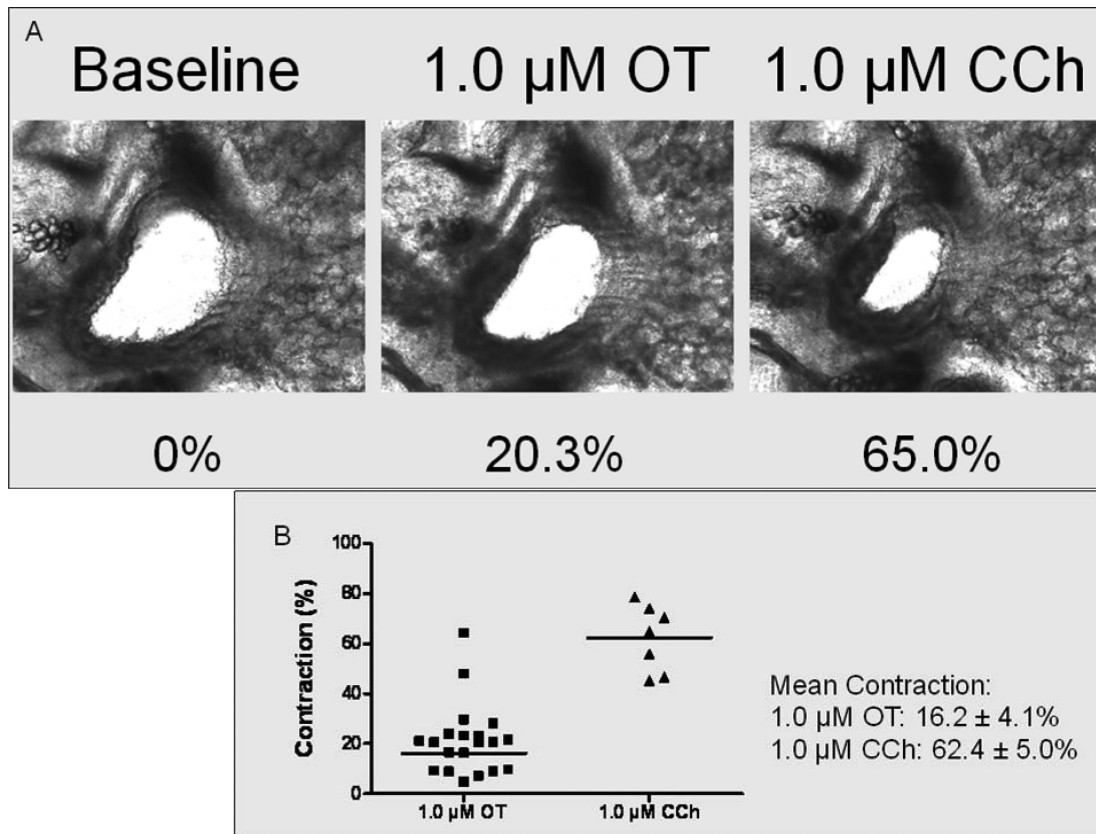 A
Baseline 1.0 µM OT 1.0 µM CCh
0% 20.3% 65.0%
B
Contraction (%)
100
80
60
40
20
0
1.0 µM OT 1.0 µM CCh
Mean Contraction:
1.0 µM OT: 16.2 ± 4.1%
1.0 µM CCh: 62.4 ± 5.0%